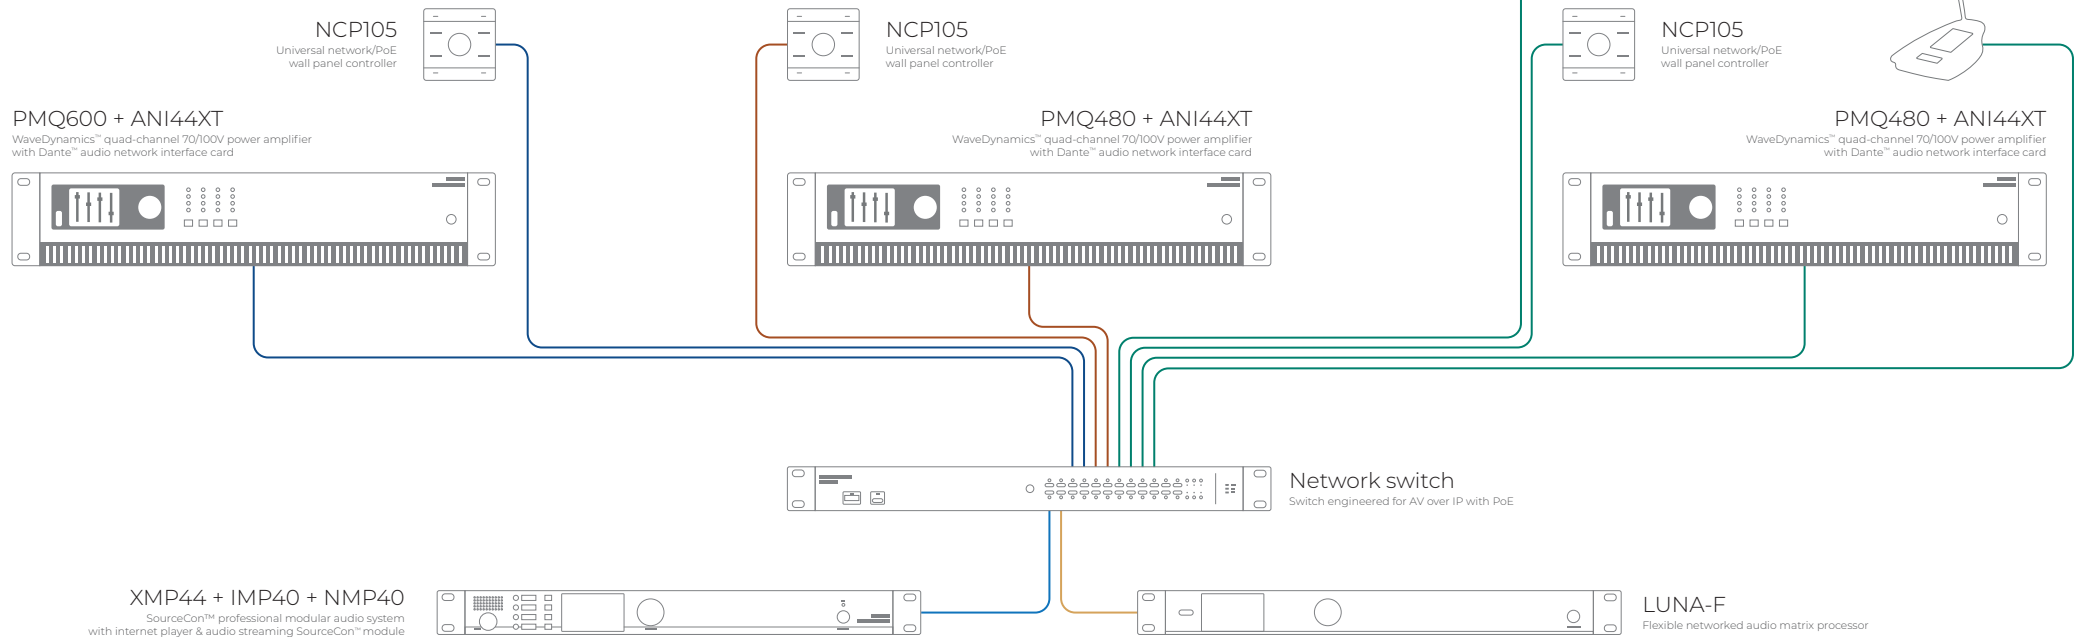 NCP105
Universal network/PoE
wall panel controller
NCP105
Universal network/PoE
wall panel controller
NCP105
Universal network/PoE
wall panel controller
PMQ600 + ANI44XT
WaveDynamics™ quad-channel 70/100V power amplifier
with Dante™ audio network interface card
PMQ480 + ANI44XT
WaveDynamics™ quad-channel 70/100V power amplifier
with Dante™ audio network interface card
PMQ480 + ANI44XT
WaveDynamics™ quad-channel 70/100V power amplifier
with Dante™ audio network interface card
Network switch
Switch engineered for AV over IP with PoE
XMP44 + IMP40 + NMP40
SourceCon™ professional modular audio system
with internet player & audio streaming SourceCon™ module
LUNA-F
Flexible networked audio matrix processor